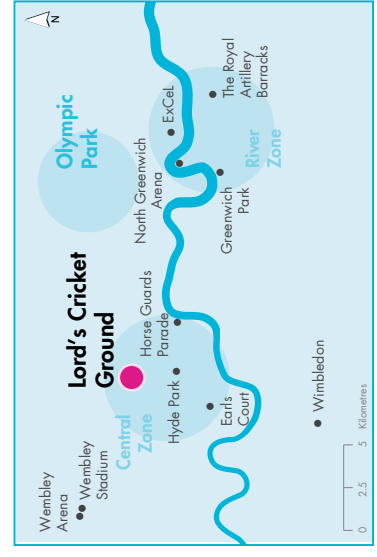 N
Wembley
Arena
Wembley
Stadium
Lord's Cricket
Ground
Central
Zone
Hyde Park
Horse Guards
Parade
Earls
Court
Wimbledon
Olympic
Park
North Greenwich
Arena
ExCeL
Greenwich
Park
River
Zone
The Royal
Artillery
Barracks
0 2.5 5 Kilometres